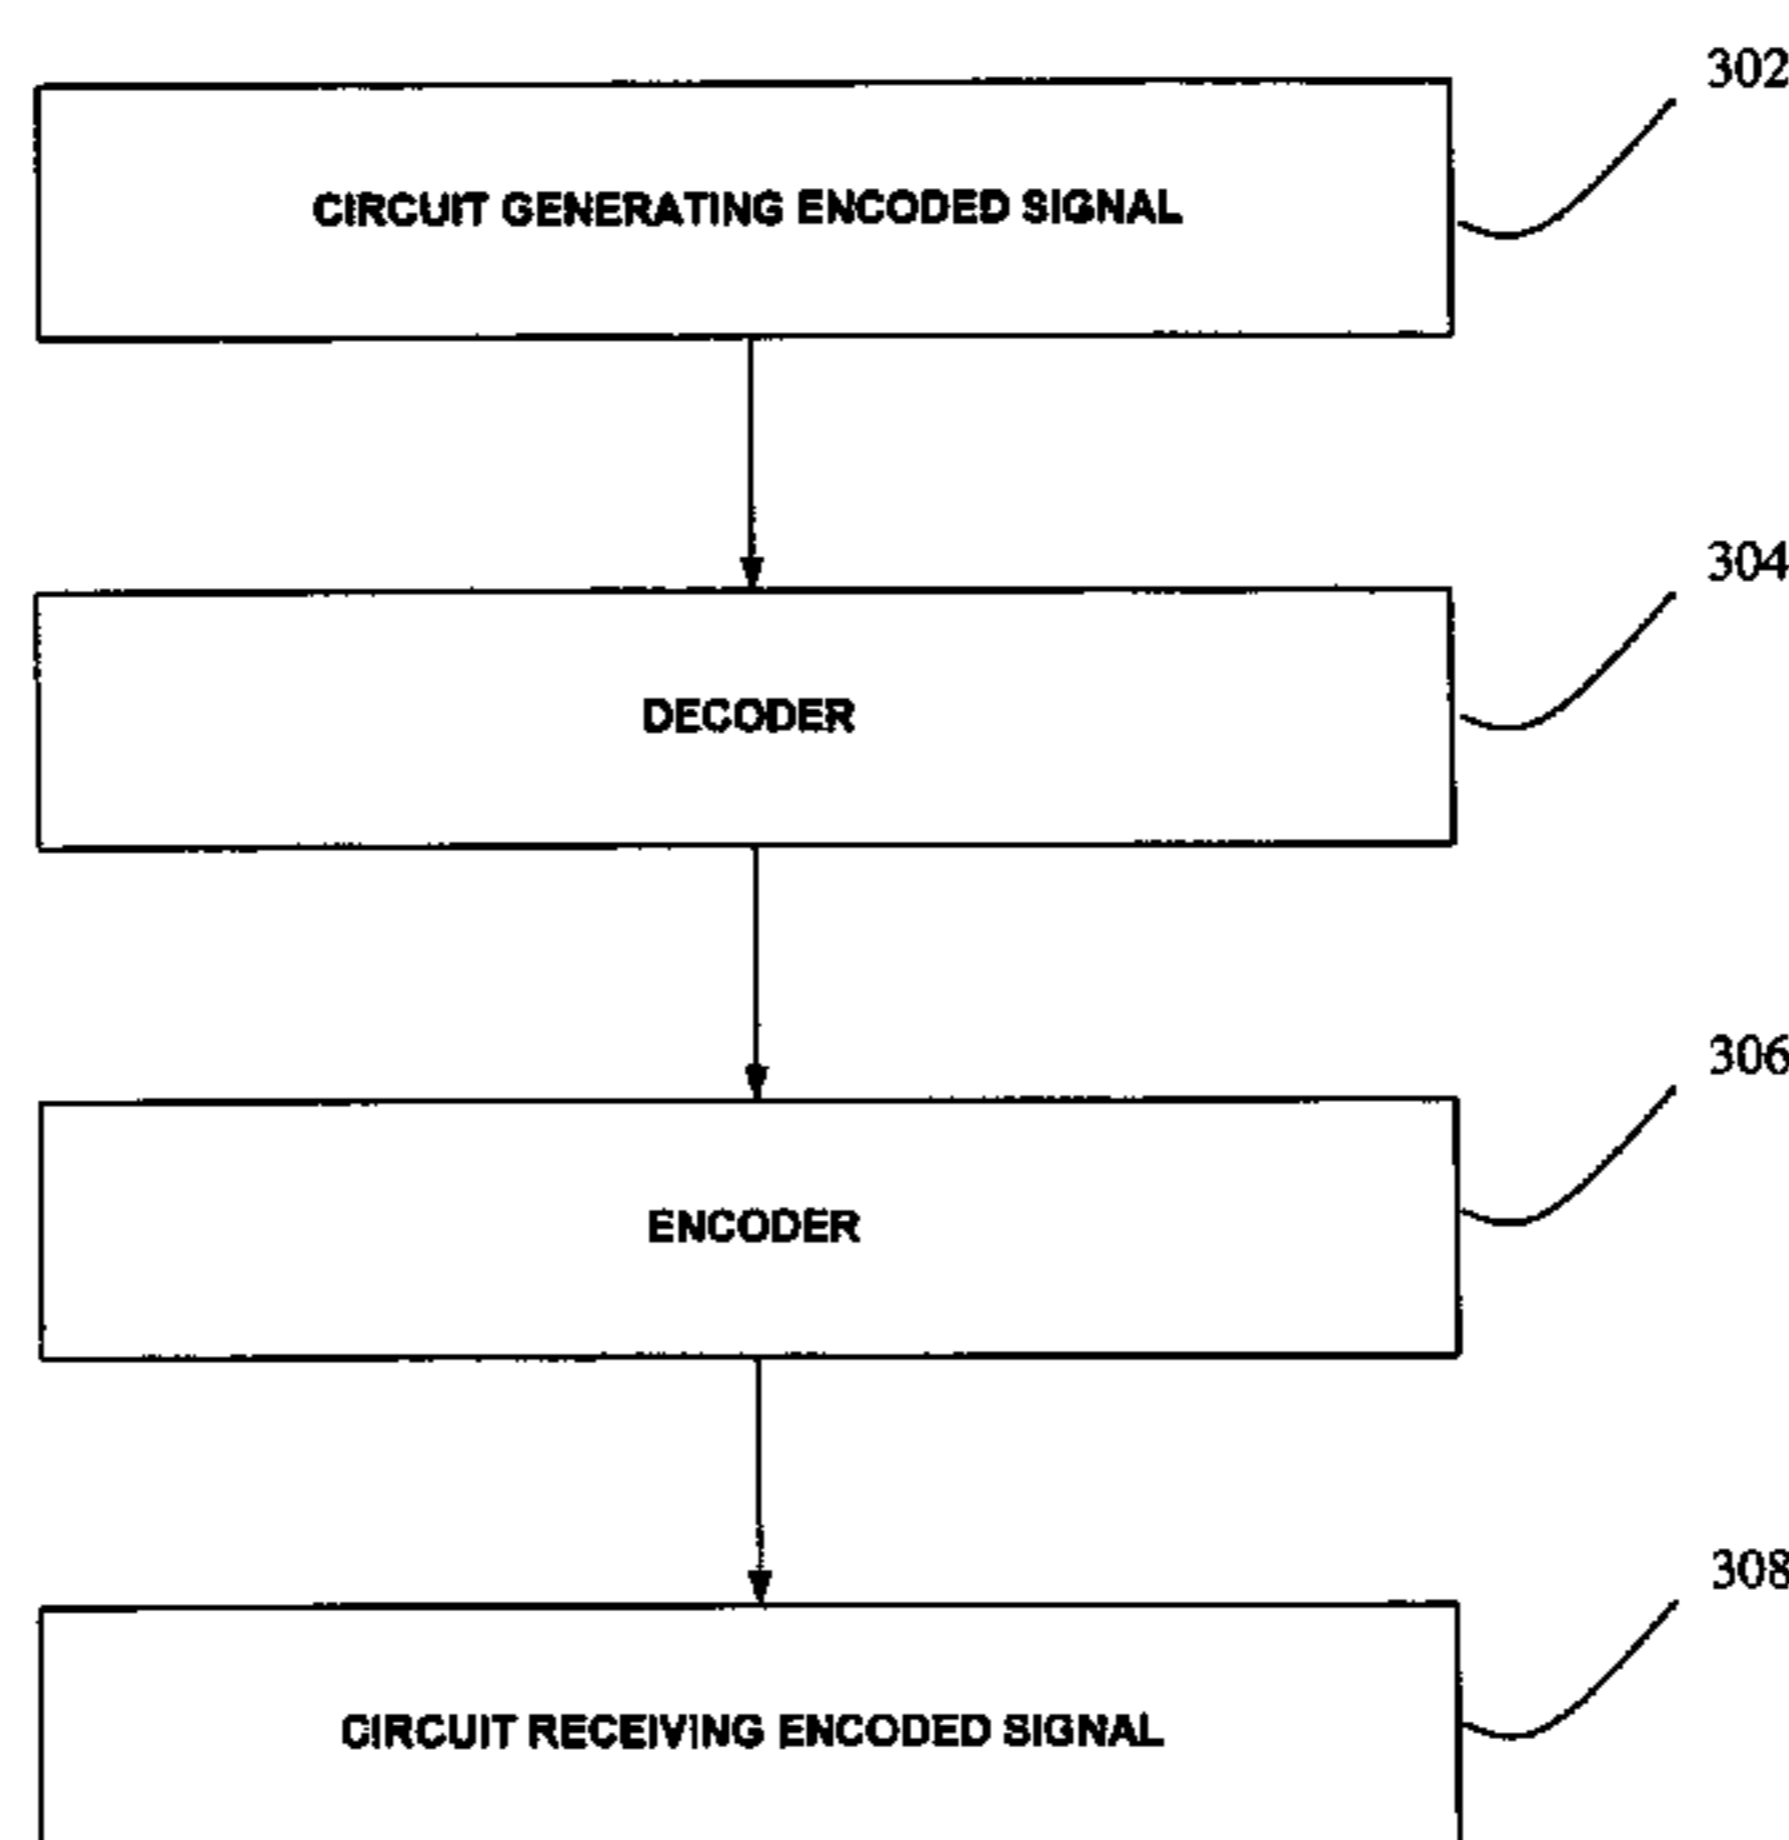 302
CIRCUIT GENERATING ENCODED SIGNAL
304
DECODER
306
ENCODER
308
CIRCUIT RECEIVING ENCODED SIGNAL